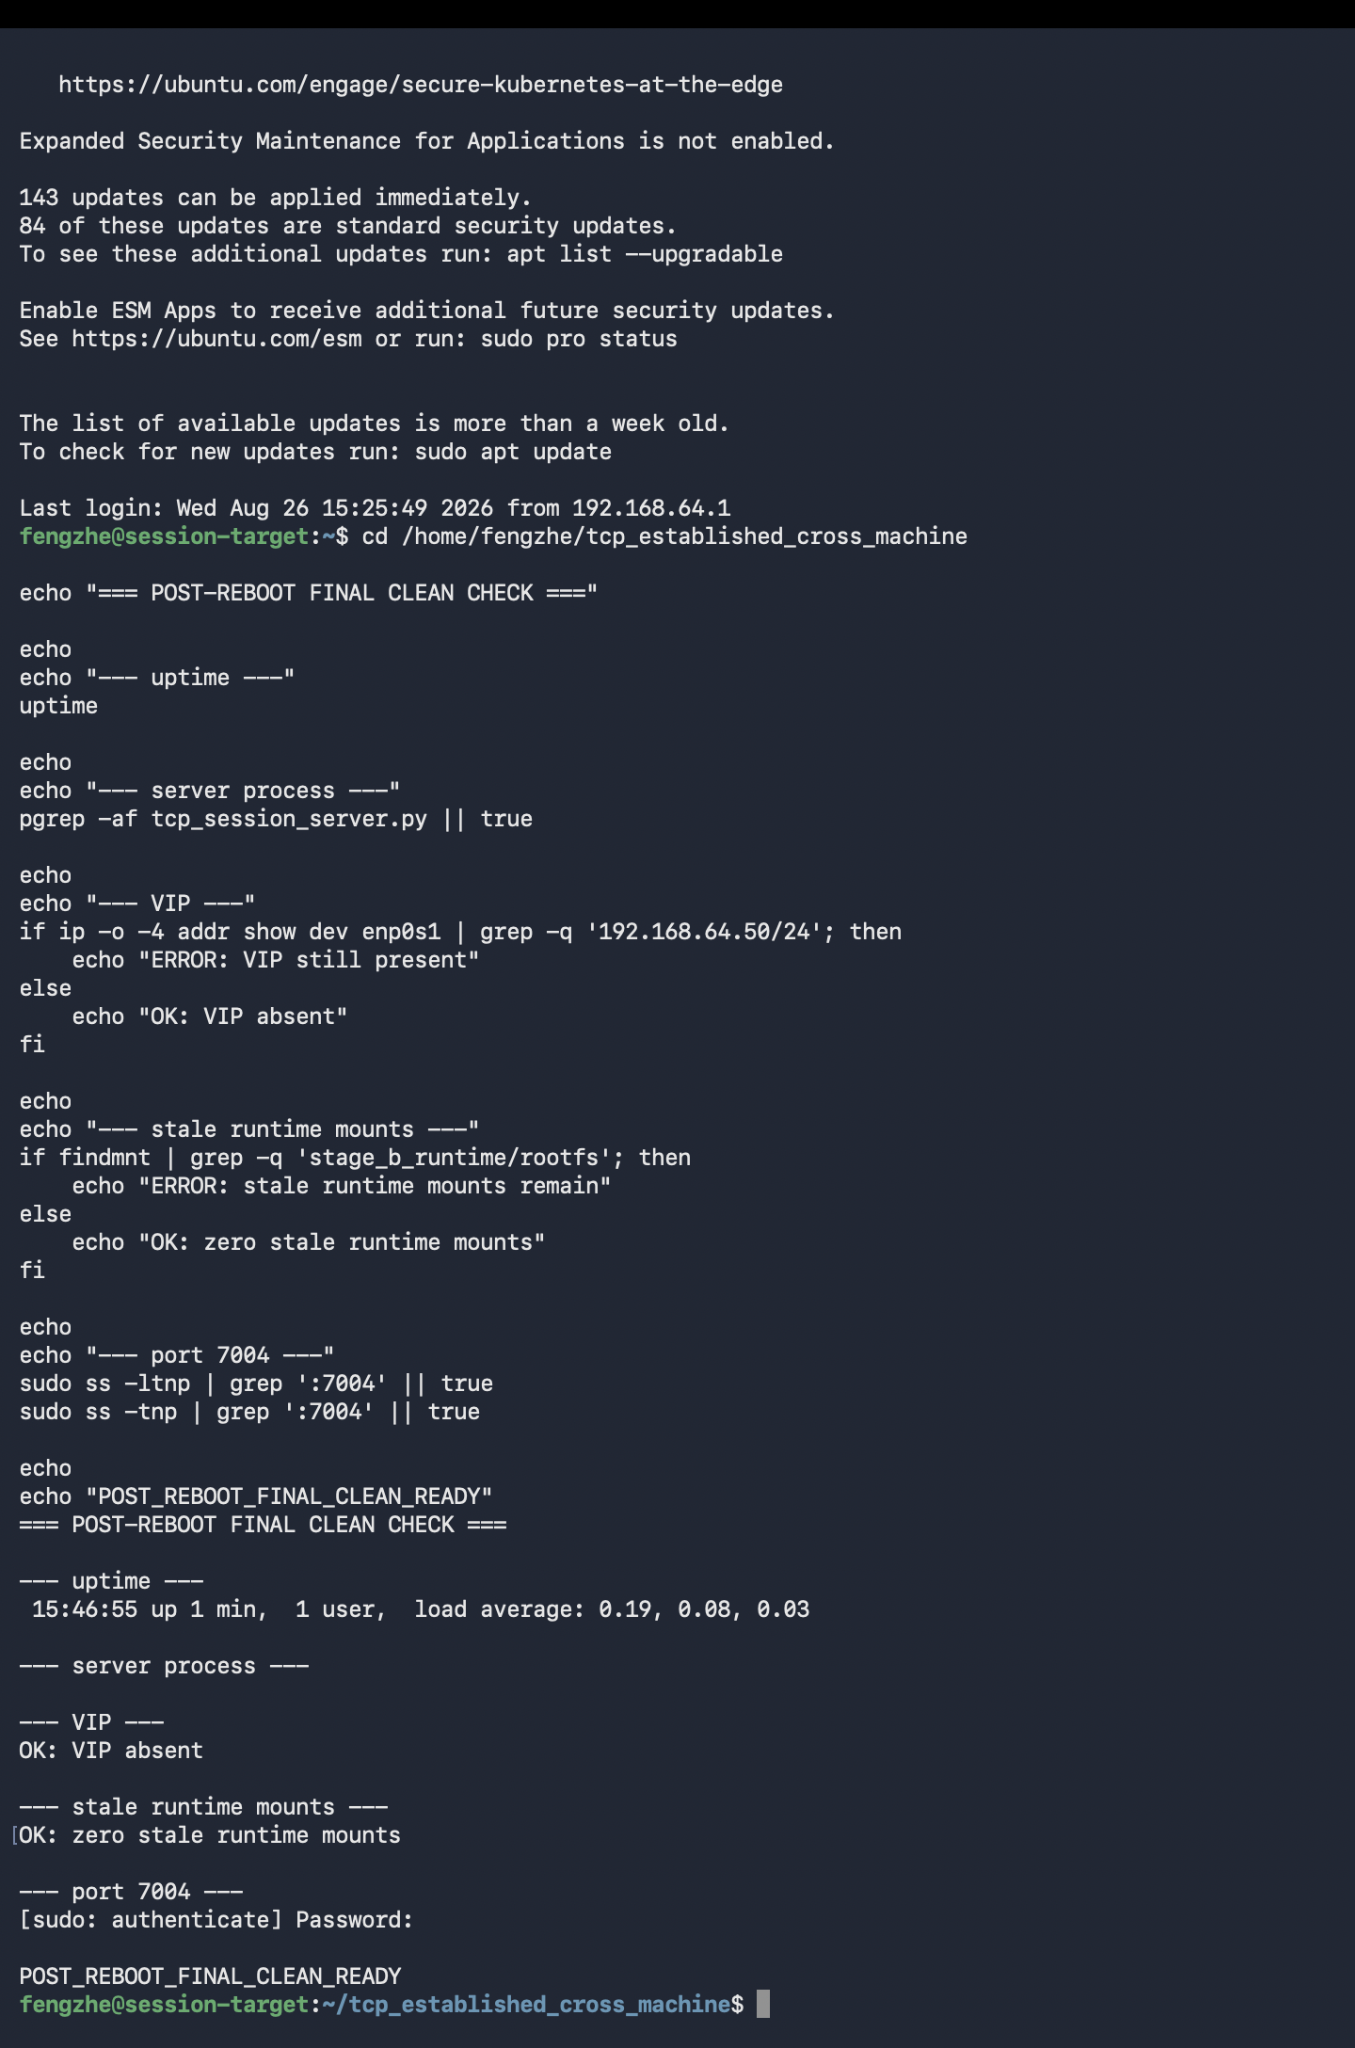 https://ubuntu.com/engage/secure-kubernetes-at-the-edge
Expanded Security Maintenance for Applications is not enabled.
143 updates can be applied immediately.
84 of these updates are standard security updates.
To see these additional updates run: apt list --upgradable
Enable ESM Apps to receive additional future security updates.
See https://ubuntu.com/esm or run: sudo pro status
The list of available updates is more than a week old.
To check for new updates run: sudo apt update
Last login: Wed Aug 26 15:25:49 2026 from 192.168.64.1
fengzhe@session-target:~$ cd /home/fengzhe/tcp_established_cross_machine
echo "=== POST-REBOOT FINAL CLEAN CHECK ==="
echo
echo "--- uptime ---"
uptime
echo
echo "--- server process ---"
pgrep -af tcp_session_server.py || true
echo
echo "--- VIP ---"
if ip -o -4 addr show dev enp0s1 | grep -q '192.168.64.50/24'; then
    echo "ERROR: VIP still present"
else
    echo "OK: VIP absent"
fi
echo
echo "--- stale runtime mounts ---"
if findmnt | grep -q 'stage_b_runtime/rootfs'; then
    echo "ERROR: stale runtime mounts remain"
else
    echo "OK: zero stale runtime mounts"
fi
echo
echo "--- port 7004 ---"
sudo ss -ltnp | grep ':7004' || true
sudo ss -tnp | grep ':7004' || true
echo
echo "POST_REBOOT_FINAL_CLEAN_READY"
=== POST-REBOOT FINAL CLEAN CHECK ===
--- uptime ---
 15:46:55 up 1 min,  1 user,  load average: 0.19, 0.08, 0.03
--- server process ---
--- VIP ---
OK: VIP absent
--- stale runtime mounts ---
[OK: zero stale runtime mounts
--- port 7004 ---
[sudo: authenticate] Password:
POST_REBOOT_FINAL_CLEAN_READY
fengzhe@session-target:~/tcp_established_cross_machine$